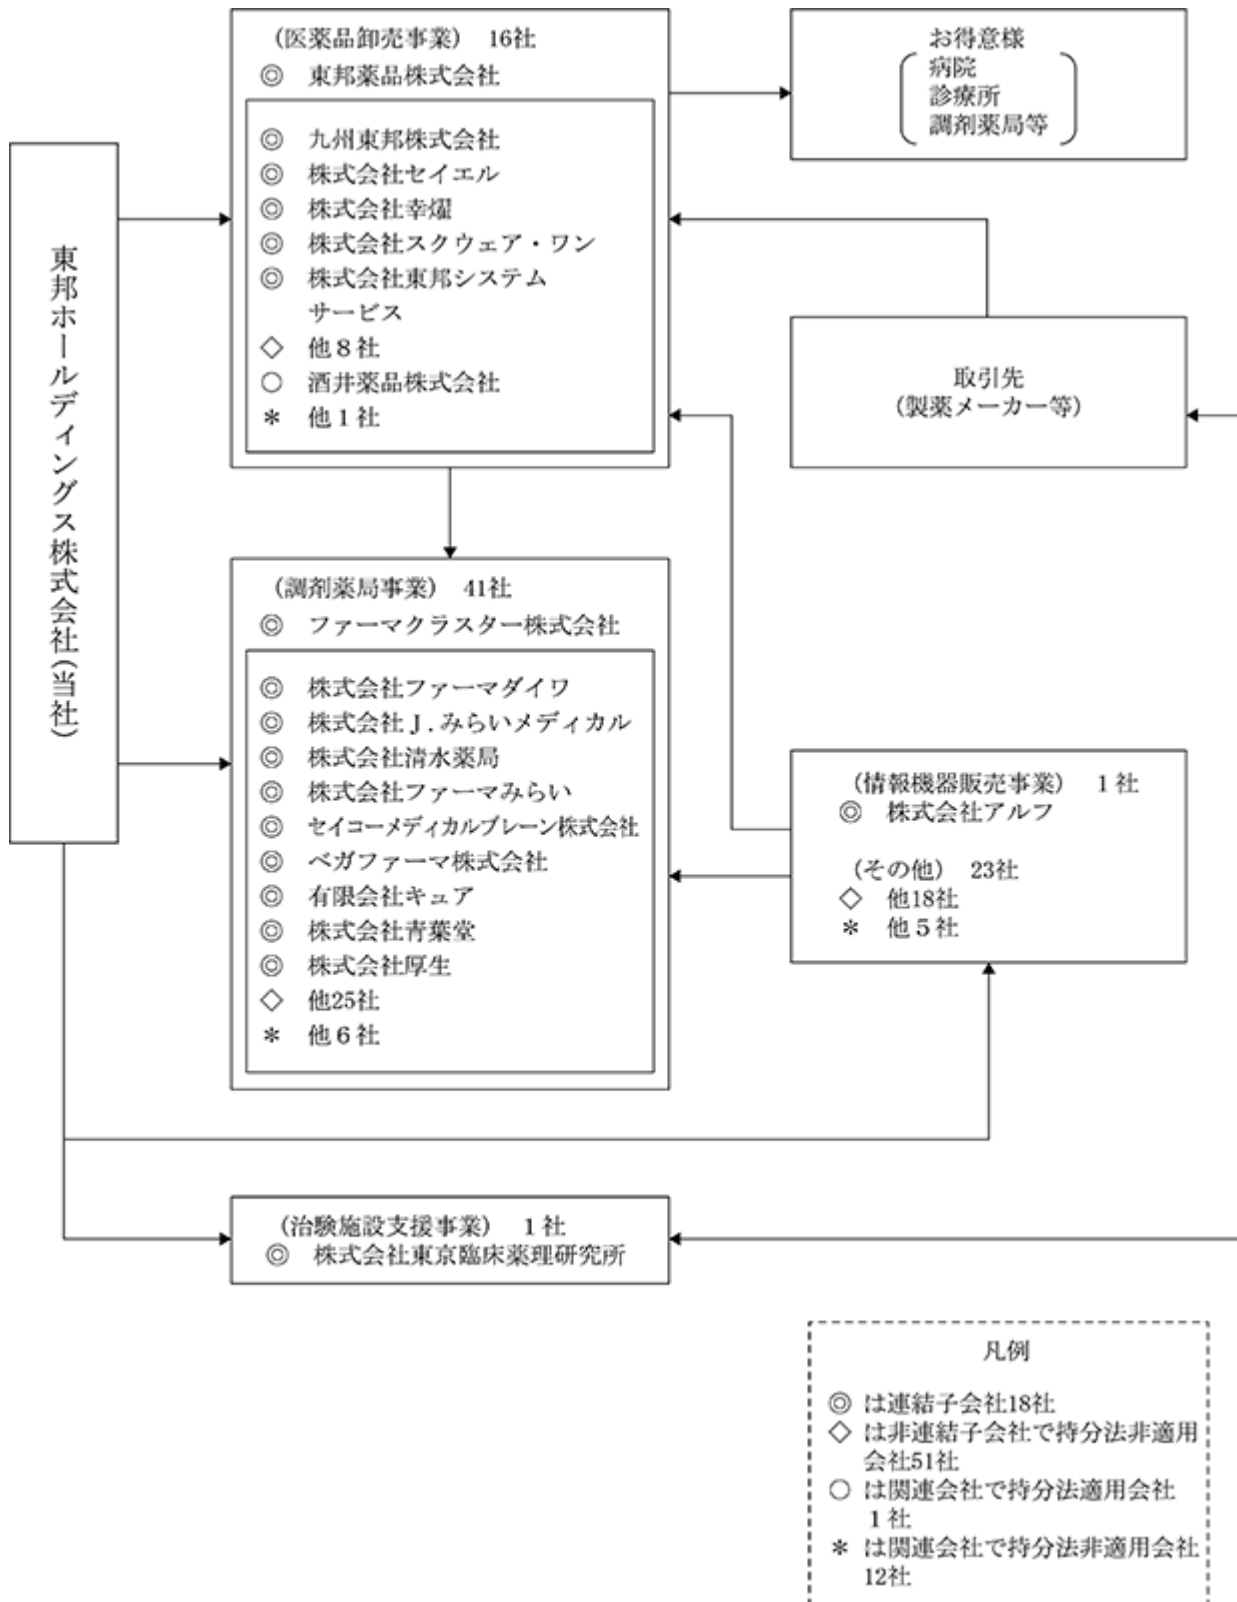 東邦ホールディングス株式会社(当社)
(医薬品卸売事業) 16社
◎ 東邦薬品株式会社
◎ 九州東邦株式会社
◎ 株式会社セイエル
◎ 株式会社幸燿
◎ 株式会社スクウェア・ワン
◎ 株式会社東邦システム
サービス
◇ 他8社
○ 酒井薬品株式会社
* 他1社
お得意様
病院
診療所
調剤薬局等
取引先
(製薬メーカー等)
(調剤薬局事業) 41社
◎ ファーマクラスター株式会社
◎ 株式会社ファーマダイワ
◎ 株式会社J.みらいメディカル
◎ 株式会社清水薬局
◎ 株式会社ファーマみらい
◎ セイコーメディカルブレーン株式会社
◎ ベガファーマ株式会社
◎ 有限会社キュア
◎ 株式会社青葉堂
◎ 株式会社厚生
◇ 他25社
* 他6社
(情報機器販売事業) 1社
◎ 株式会社アルフ
(その他) 23社
◇ 他18社
* 他5社
(治験施設支援事業) 1社
◎ 株式会社東京臨床薬理研究所
凡例
◎ は連結子会社18社
◇ は非連結子会社で持分法非適用
会社51社
○ は関連会社で持分法適用会社
1社
* は関連会社で持分法非適用会社
12社